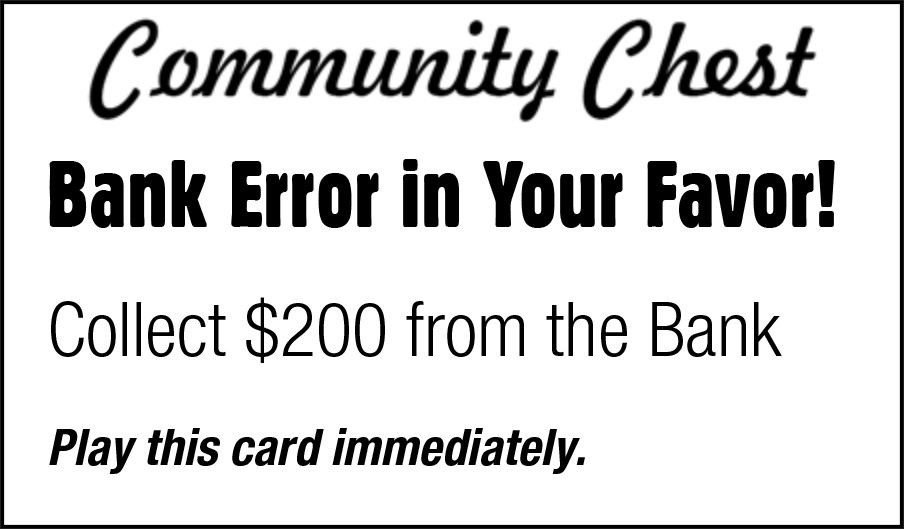 Community Chest
Bank Error in Your Favor!
Collect $200 from the Bank
Play this card immediately.